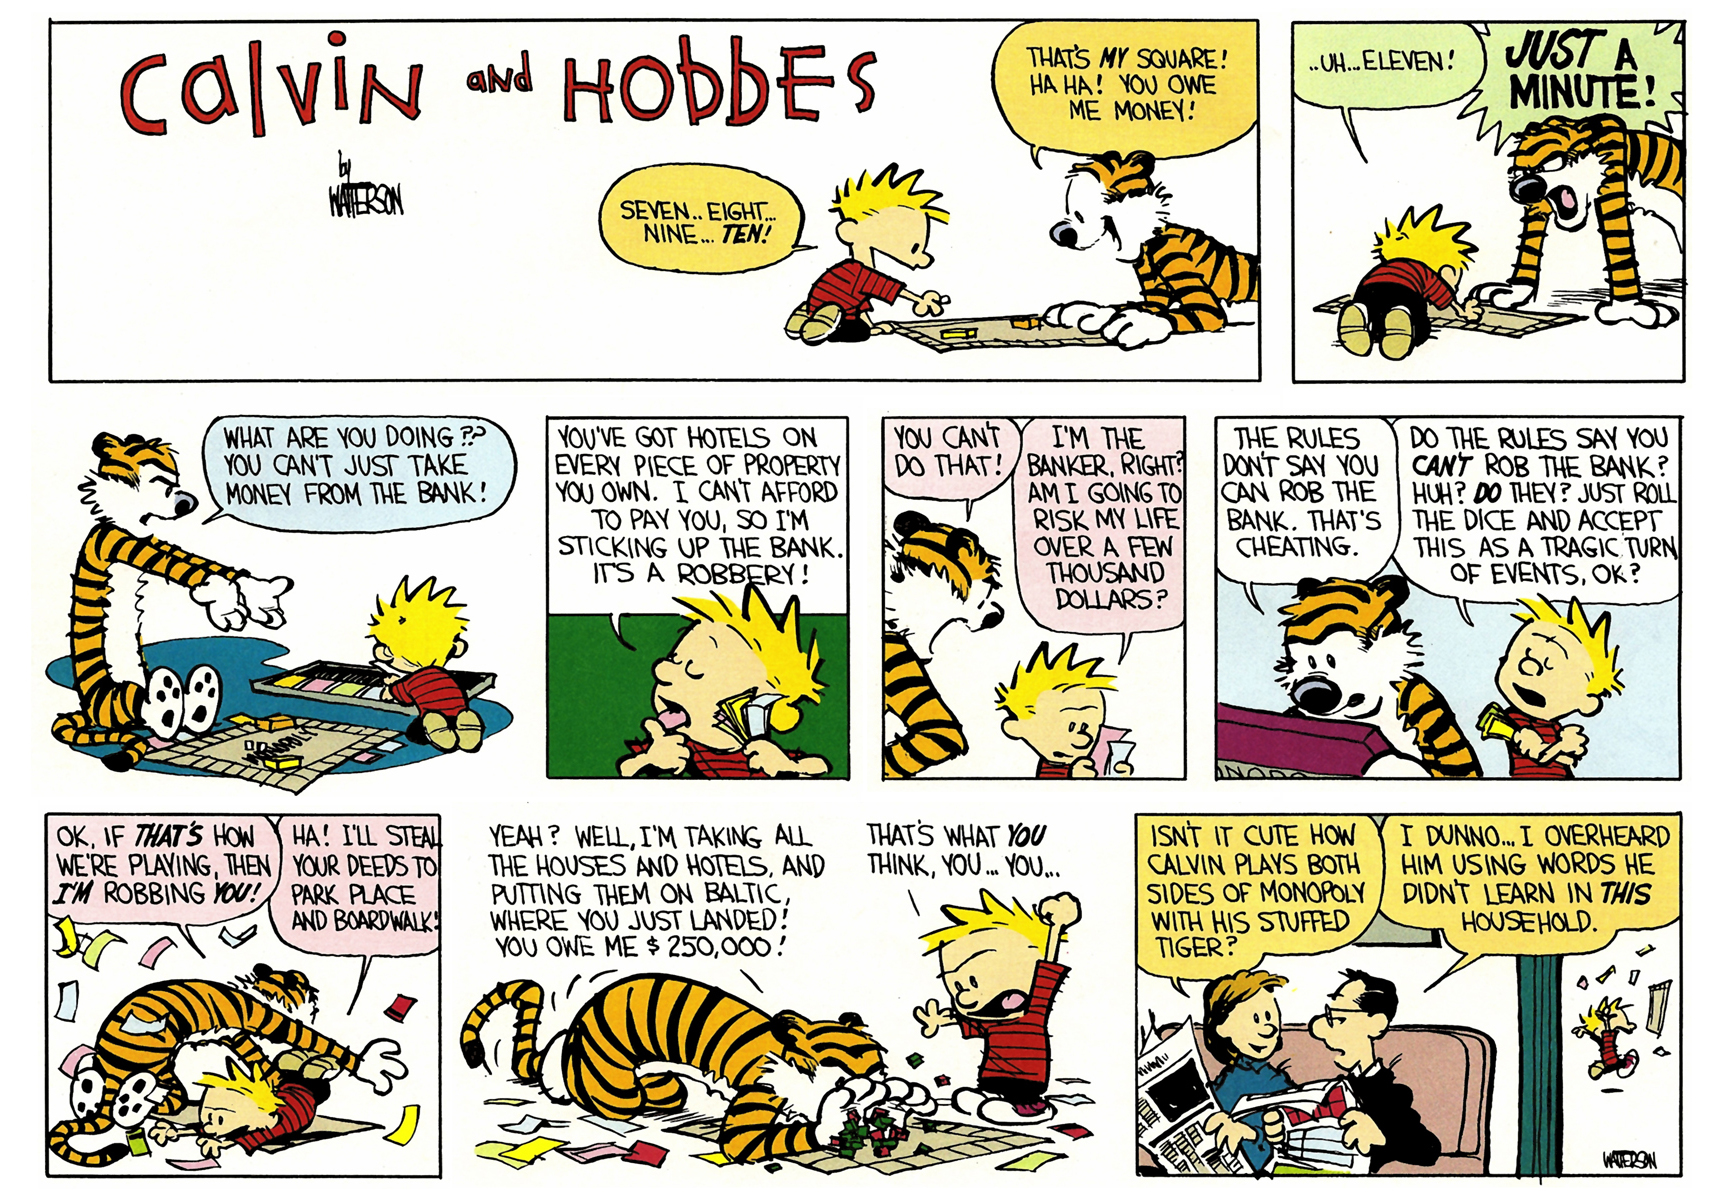 Calvin and HOBBES
by
WATTERSON
SEVEN.. EIGHT...
NINE... TEN!
THAT'S MY SQUARE!
HA HA! YOU OWE
ME MONEY!
..UH...ELEVEN!
JUST A
MINUTE!
WHAT ARE YOU DOING??
YOU CAN'T JUST TAKE
MONEY FROM THE BANK!
YOU'VE GOT HOTELS ON
EVERY PIECE OF PROPERTY
YOU OWN. I CAN'T AFFORD
TO PAY YOU, SO I'M
STICKING UP THE BANK.
IT'S A ROBBERY!
YOU CAN'T
DO THAT!
I'M THE
BANKER, RIGHT?
AM I GOING TO
RISK MY LIFE
OVER A FEW
THOUSAND
DOLLARS?
THE RULES
DON'T SAY YOU
CAN ROB THE
BANK. THAT'S
CHEATING.
DO THE RULES SAY YOU
CAN'T ROB THE BANK?
HUH? DO THEY? JUST ROLL
THE DICE AND ACCEPT
THIS AS A TRAGIC TURN
OF EVENTS, OK?
OK, IF THAT'S HOW
WE'RE PLAYING, THEN
I'M ROBBING YOU!
HA! I'LL STEAL
YOUR DEEDS TO
PARK PLACE
AND BOARDWALK!
YEAH? WELL, I'M TAKING ALL
THE HOUSES AND HOTELS, AND
PUTTING THEM ON BALTIC,
WHERE YOU JUST LANDED!
YOU OWE ME $250,000!
THAT'S WHAT YOU
THINK, YOU... YOU...
ISN'T IT CUTE HOW
CALVIN PLAYS BOTH
SIDES OF MONOPOLY
WITH HIS STUFFED
TIGER?
I DUNNO... I OVERHEARD
HIM USING WORDS HE
DIDN'T LEARN IN THIS
HOUSEHOLD.
WATTERSON